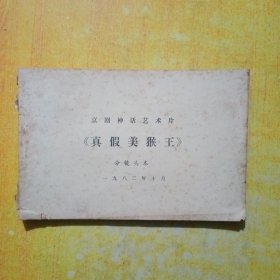 京剧神话艺术片
《真假美猴王》
分镜头本
一九八二年十月